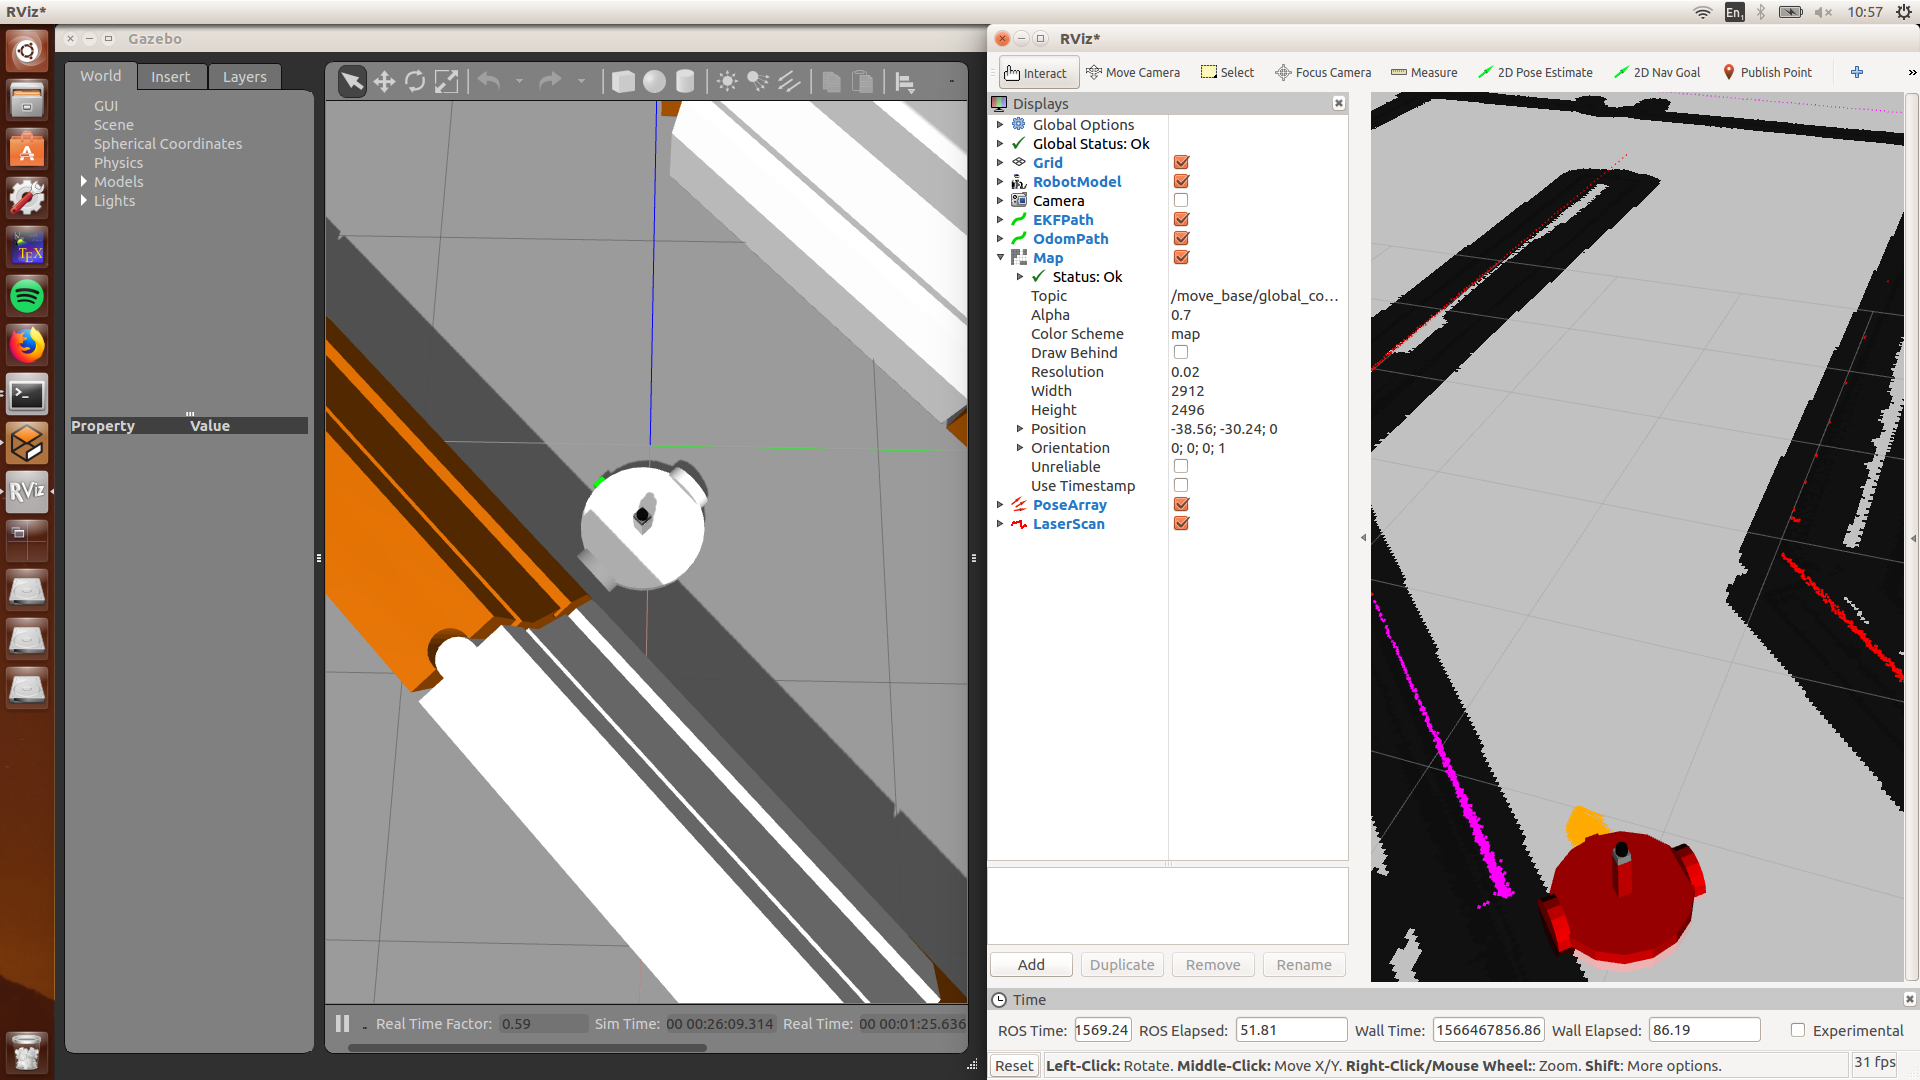 RViz*
En1
10:57
Gazebo
World
Insert
Layers
GUI
Scene
Spherical Coordinates
Physics
Models
Lights
Property
Value
TEX
RViz
Real Time Factor: 0.59
Sim Time: 00 00:26:09.314
Real Time: 00 00:01:25.636
RViz*
Interact
Move Camera
Select
Focus Camera
Measure
2D Pose Estimate
2D Nav Goal
Publish Point
»
Displays
Global Options
Global Status: Ok
Grid
RobotModel
Camera
EKFPath
OdomPath
Map
Status: Ok
Topic /move_base/global_co...
Alpha 0.7
Color Scheme map
Draw Behind
Resolution 0.02
Width 2912
Height 2496
Position -38.56; -30.24; 0
Orientation 0; 0; 0; 1
Unreliable
Use Timestamp
PoseArray
LaserScan
Add
Duplicate
Remove
Rename
Time
ROS Time: 1569.24 ROS Elapsed: 51.81 Wall Time: 1566467856.86 Wall Elapsed: 86.19 Experimental
Reset
Left-Click: Rotate. Middle-Click: Move X/Y. Right-Click/Mouse Wheel:: Zoom. Shift: More options.
31 fps